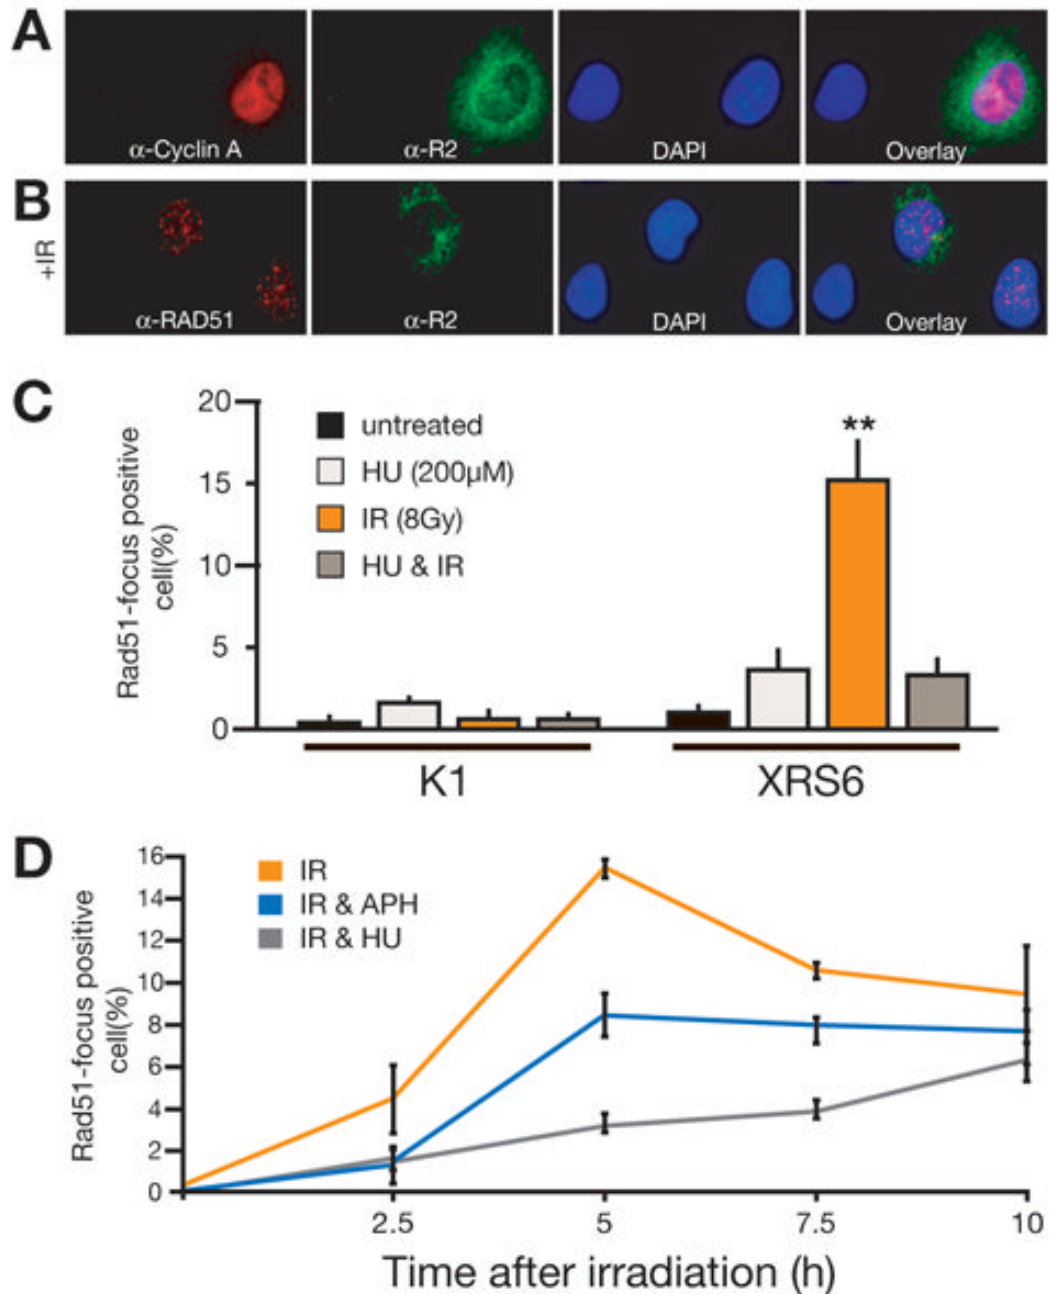 A
α-Cyclin A
α-R2
DAPI
Overlay
B
+IR
α-RAD51
α-R2
DAPI
Overlay
C
Rad51-focus positive
cell(%)
20
15
10
5
0
untreated
HU (200µM)
IR (8Gy)
HU & IR
**
K1
XRS6
D
Rad51-focus positive
cell(%)
16
14
12
10
8
6
4
2
0
IR
IR & APH
IR & HU
2.5
5
7.5
10
Time after irradiation (h)